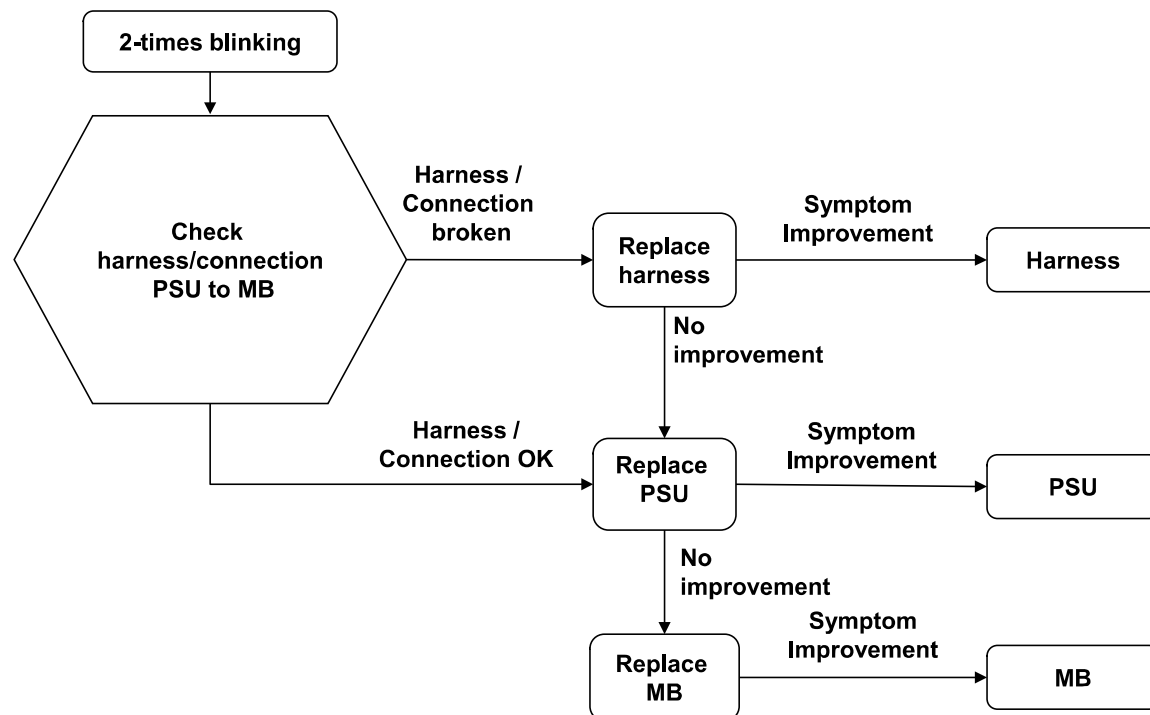 2-times blinking
Check
harness/connection
PSU to MB
Harness /
Connection
broken
Replace
harness
Symptom
Improvement
Harness
No
improvement
Harness /
Connection OK
Replace
PSU
Symptom
Improvement
PSU
No
improvement
Replace
MB
Symptom
Improvement
MB